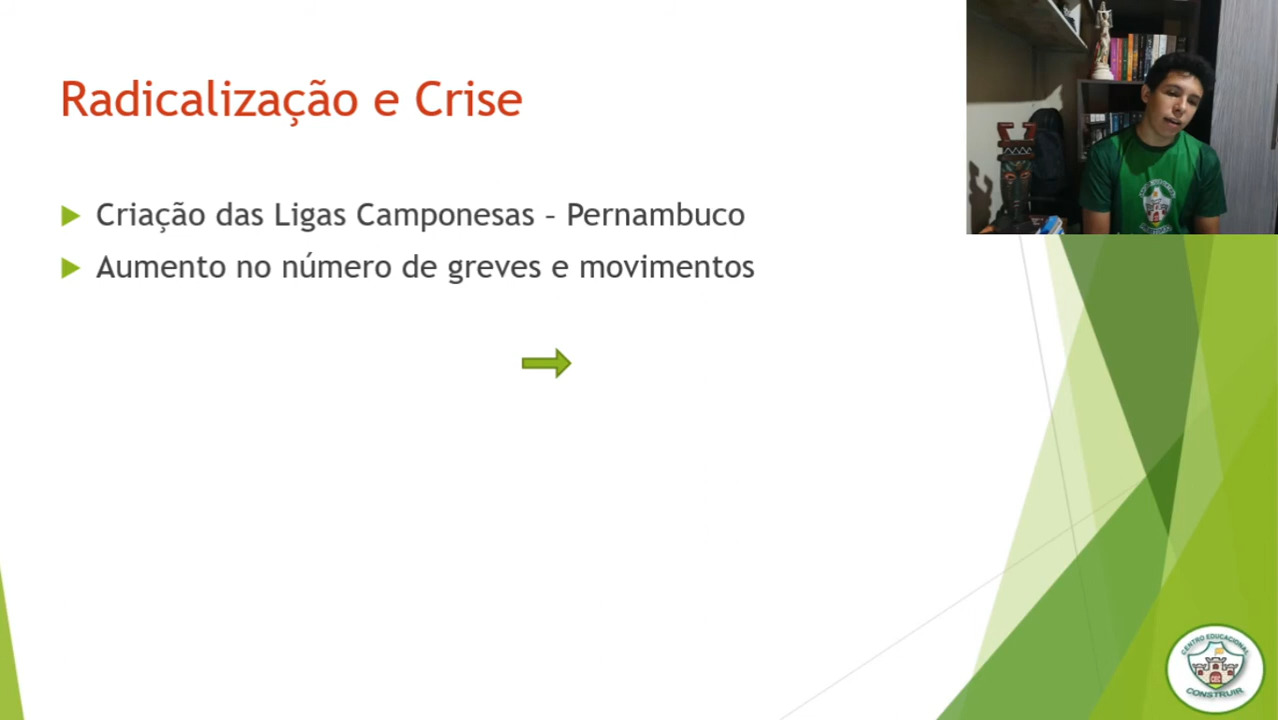 Radicalização e Crise
Criação das Ligas Camponesas – Pernambuco
Aumento no número de greves e movimentos
CENTRO EDUCACIONAL
CONSTRUIR